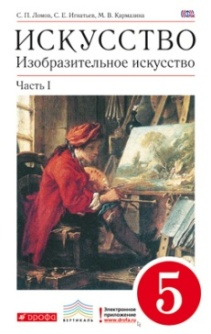 С. П. Ломов, С. Е. Игнатьев, М. В. Кармазина
ИСКУССТВО
Изобразительное искусство
Часть I
5
дрофа
ВЕРТИКАЛЬ
Электронное
приложение
www.drofa.ru